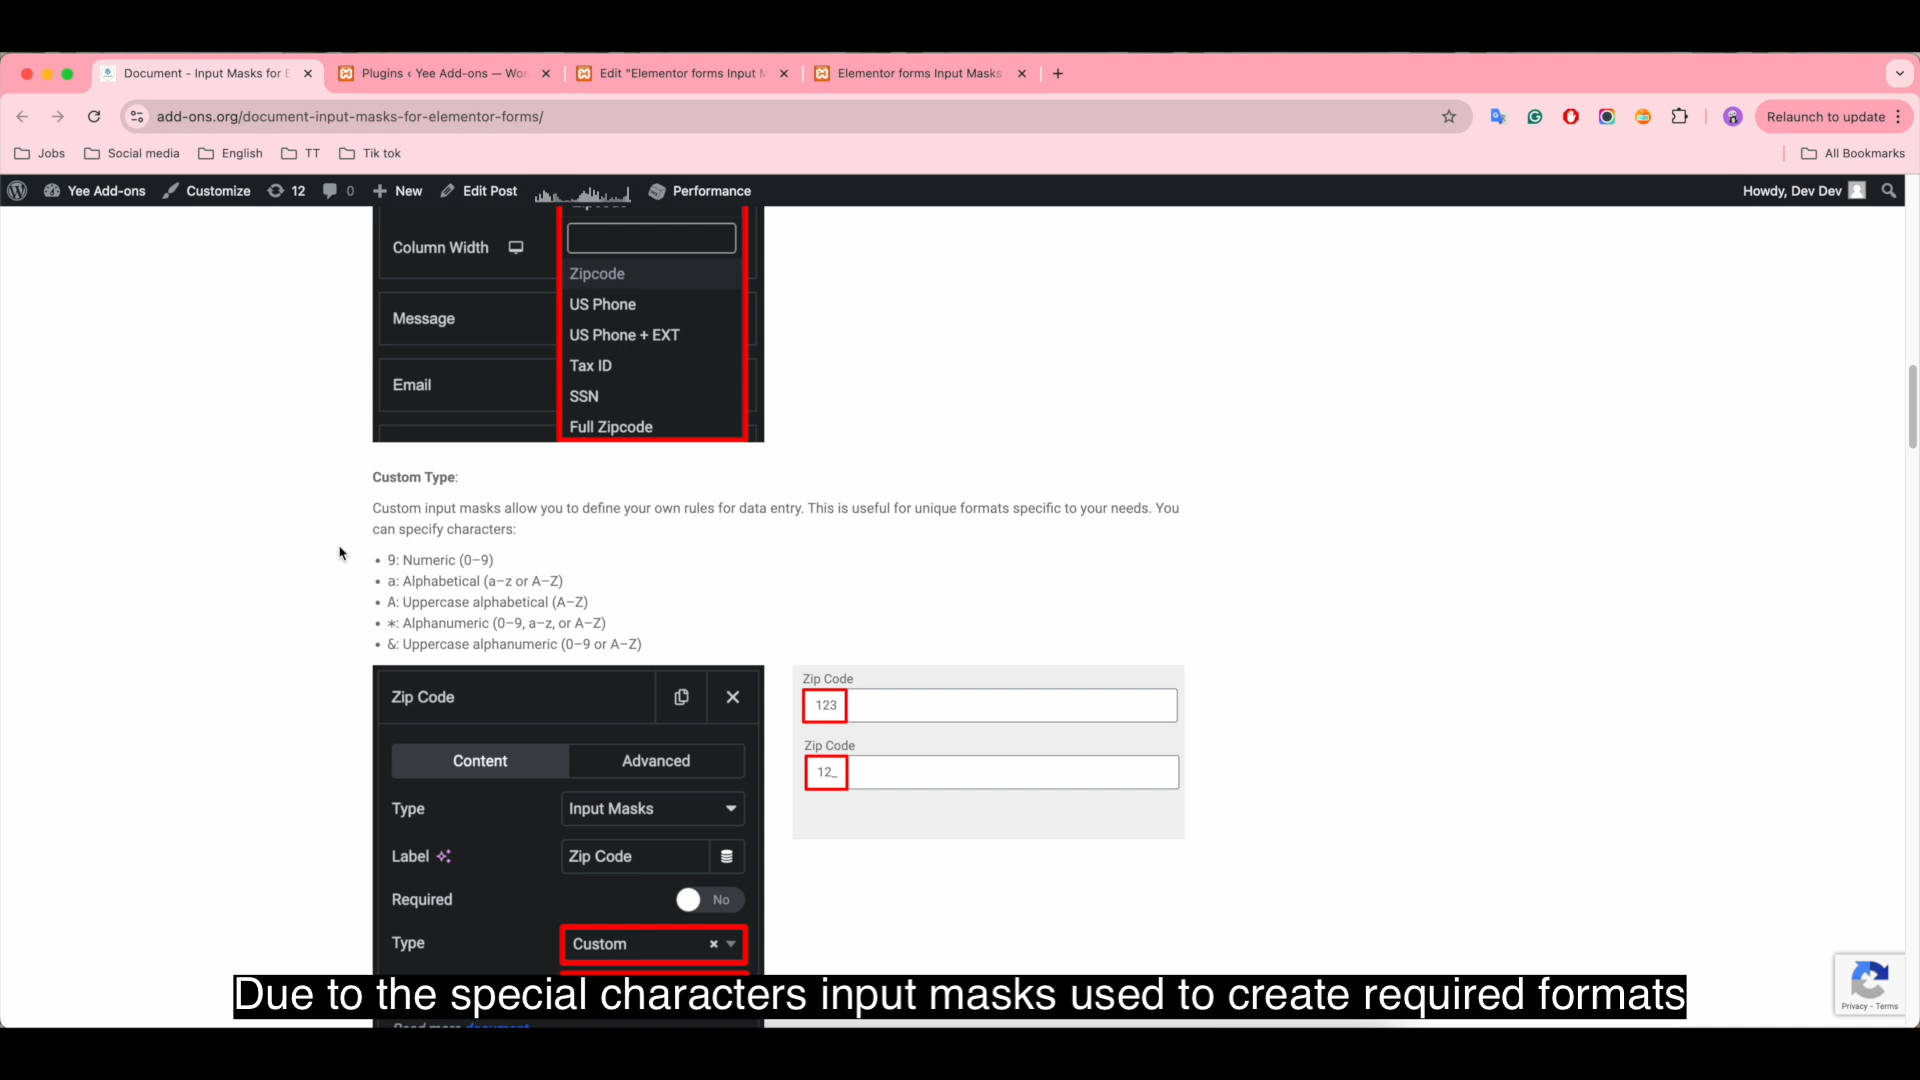 Document - Input Masks for E
Plugins ‹ Yee Add-ons — Wor
Edit "Elementor forms Input M
Elementor forms Input Masks
add-ons.org/document-input-masks-for-elementor-forms/
Relaunch to update
Jobs
Social media
English
TT
Tik tok
All Bookmarks
Yee Add-ons
Customize
12
0
New
Edit Post
Performance
Howdy, Dev Dev
Column Width
Zipcode
US Phone
Message
US Phone + EXT
Tax ID
Email
SSN
Full Zipcode
Custom Type:
Custom input masks allow you to define your own rules for data entry. This is useful for unique formats specific to your needs. You
can specify characters:
• 9: Numeric (0–9)
• a: Alphabetical (a–z or A–Z)
• A: Uppercase alphabetical (A–Z)
• *: Alphanumeric (0–9, a–z, or A–Z)
• &: Uppercase alphanumeric (0–9 or A–Z)
Zip Code
Content
Advanced
Type
Input Masks
Label
Zip Code
Required
No
Type
Custom
Zip Code
123
Zip Code
12_
Due to the special characters input masks used to create required formats
Privacy - Terms